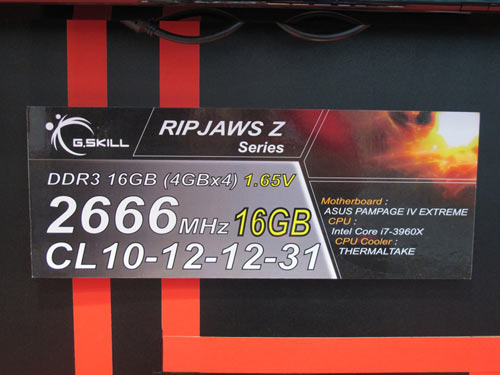 G.SKILL
RIPJAWS Z
Series
DDR3 16GB (4GBx4) 1.65V
2666MHz 16GB
CL10-12-12-31
Motherboard :
ASUS PAMPAGE IV EXTREME
CPU :
Intel Core i7-3960X
CPU Cooler :
THERMALTAKE